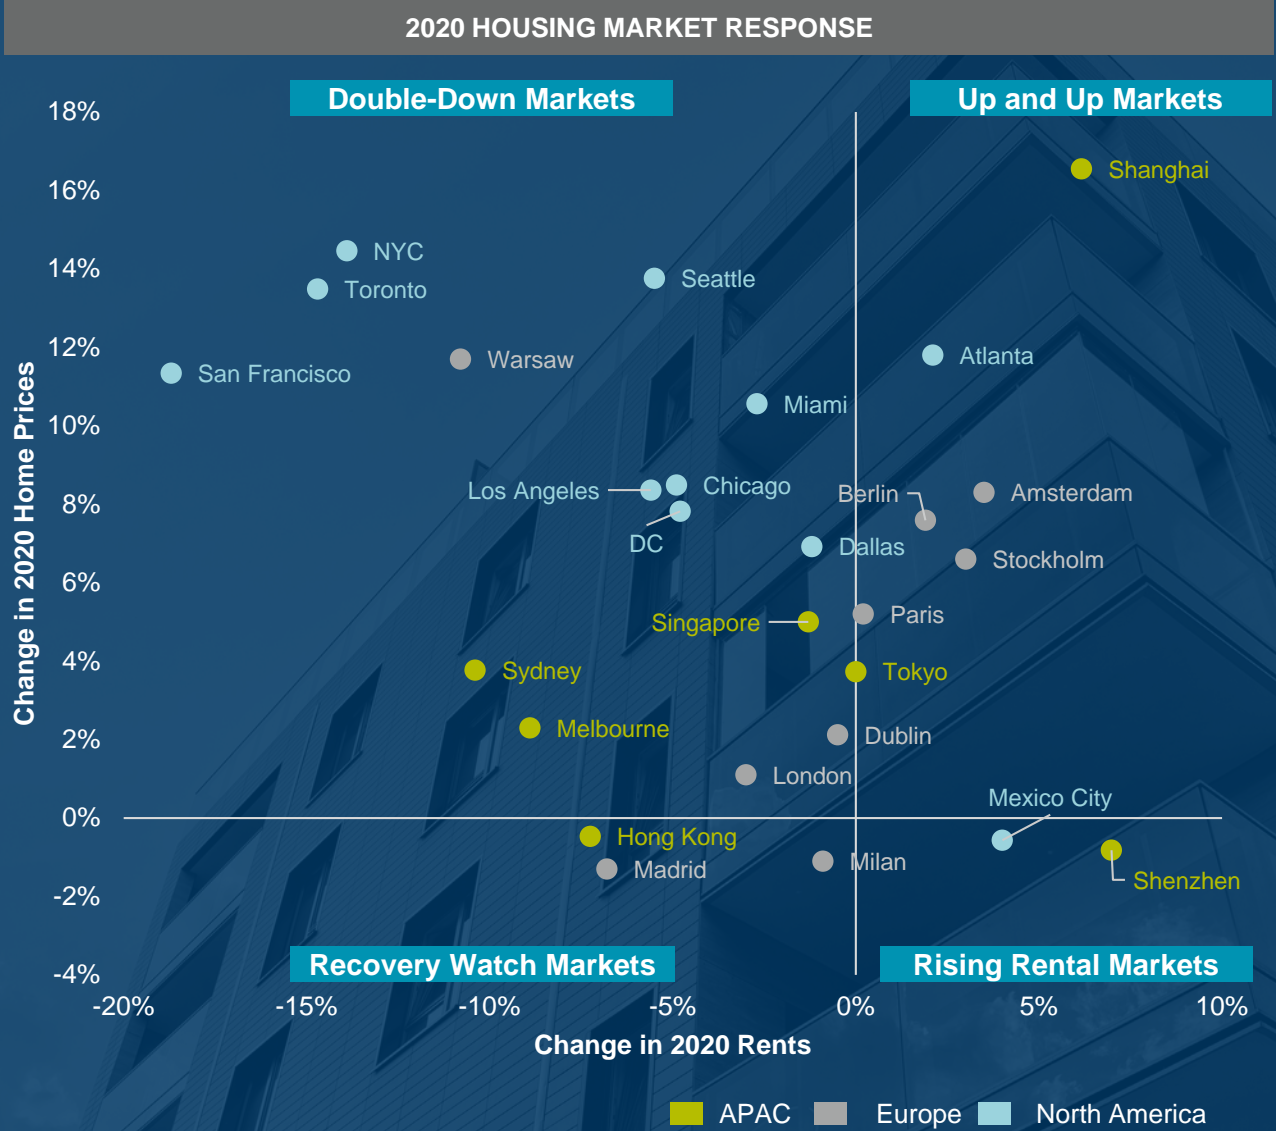 2020 HOUSING MARKET RESPONSE
Double-Down Markets
Up and Up Markets
18%
16%
14%
12%
10%
8%
6%
4%
2%
0%
-2%
-4%
Change in 2020 Home Prices
Shanghai
NYC
Seattle
Toronto
Atlanta
Warsaw
San Francisco
Miami
Chicago
Los Angeles
Berlin
Amsterdam
DC
Dallas
Stockholm
Paris
Singapore
Sydney
Tokyo
Melbourne
Dublin
London
Mexico City
Hong Kong
Milan
Madrid
Shenzhen
Recovery Watch Markets
Rising Rental Markets
-20%
-15%
-10%
-5%
0%
5%
10%
Change in 2020 Rents
APAC
Europe
North America